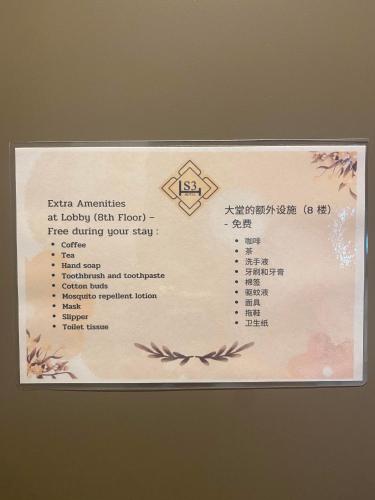 S3
Extra Amenities
at Lobby (8th Floor) –
Free during your stay :
• Coffee
• Tea
• Hand soap
• Toothbrush and toothpaste
• Cotton buds
• Mosquito repellent lotion
• Mask
• Slipper
• Toilet tissue
大堂的额外设施（8 楼）
- 免费
• 咖啡
• 茶
• 洗手液
• 牙刷和牙膏
• 棉签
• 驱蚊液
• 面具
• 拖鞋
• 卫生纸